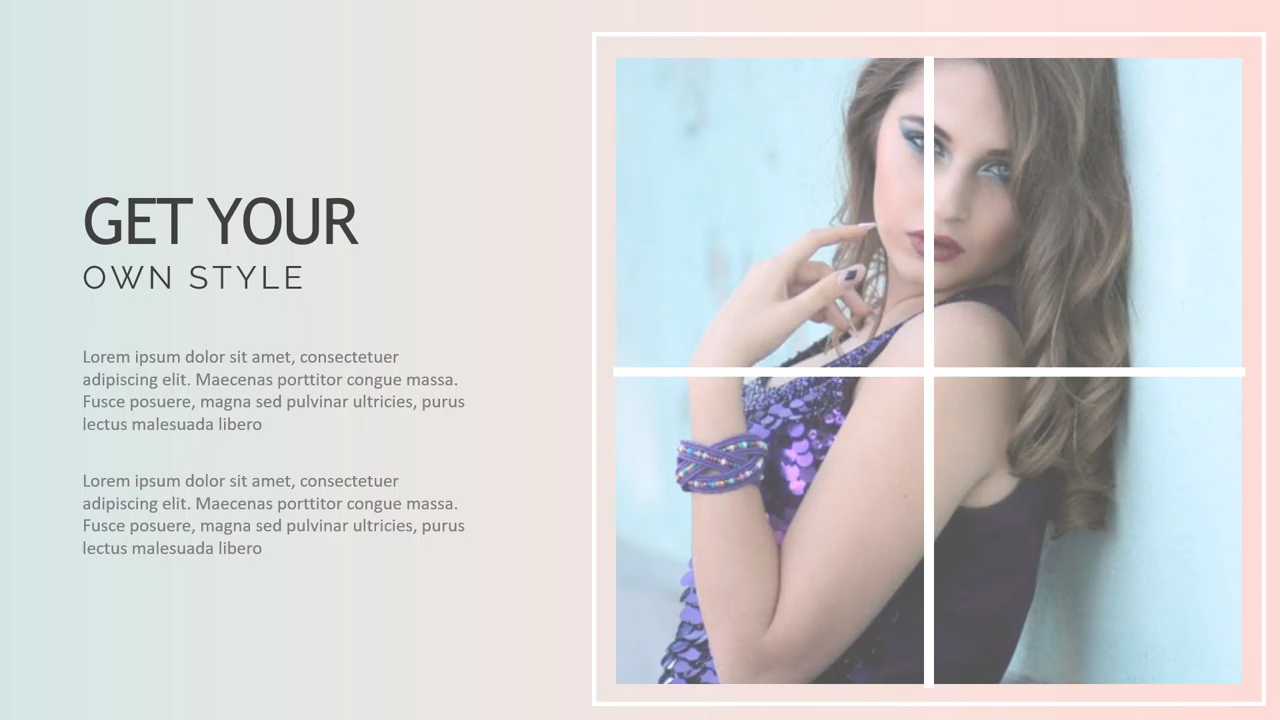 GET YOUR
OWN STYLE
Lorem ipsum dolor sit amet, consectetuer
adipiscing elit. Maecenas porttitor congue massa.
Fusce posuere, magna sed pulvinar ultricies, purus
lectus malesuada libero
Lorem ipsum dolor sit amet, consectetuer
adipiscing elit. Maecenas porttitor congue massa.
Fusce posuere, magna sed pulvinar ultricies, purus
lectus malesuada libero